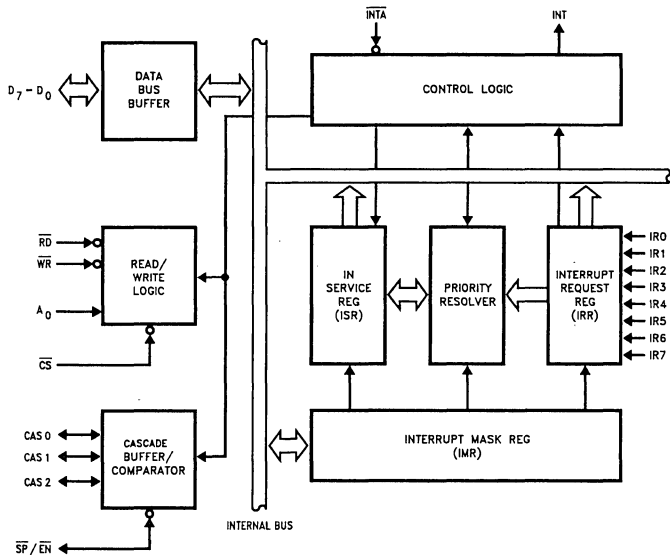 INTA
INT
D7 – D0
DATA
BUS
BUFFER
CONTROL LOGIC
RD
WR
A0
CS
READ/
WRITE
LOGIC
IN
SERVICE
REG
(ISR)
PRIORITY
RESOLVER
INTERRUPT
REQUEST
REG
(IRR)
IR0
IR1
IR2
IR3
IR4
IR5
IR6
IR7
CAS 0
CAS 1
CAS 2
CASCADE
BUFFER/
COMPARATOR
INTERRUPT MASK REG
(IMR)
SP/EN
INTERNAL BUS